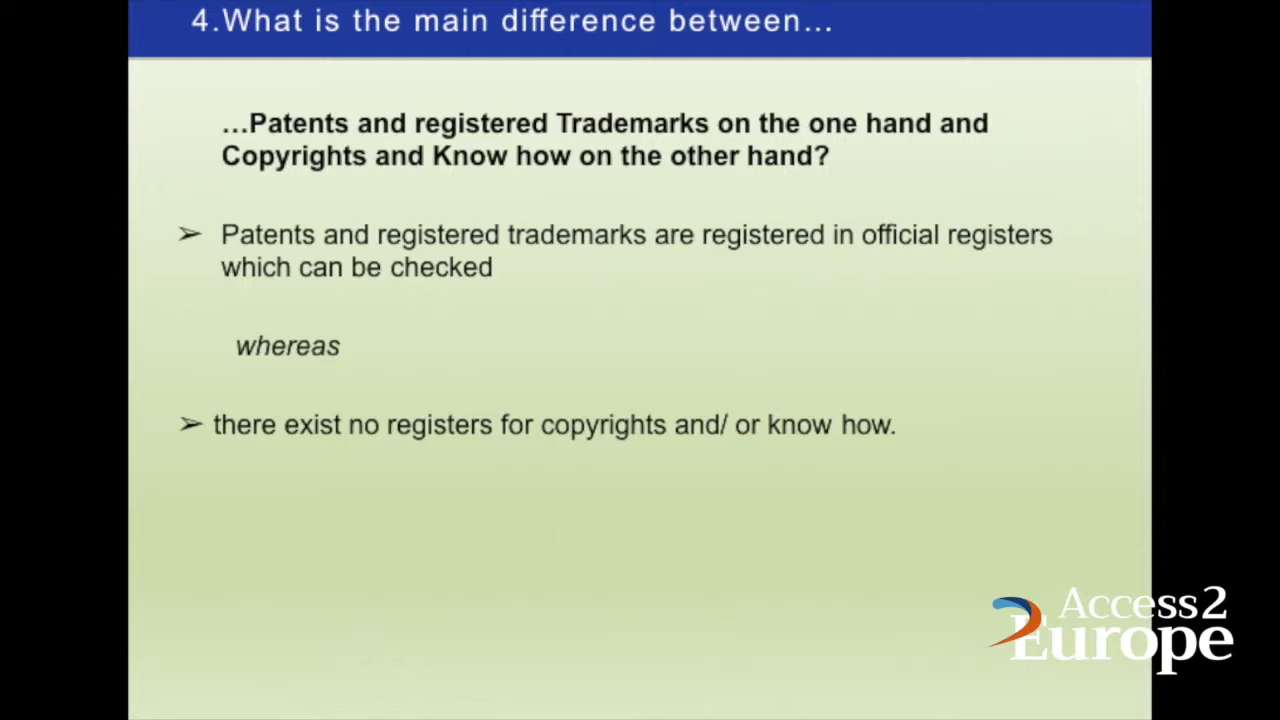 4.What is the main difference between...
...Patents and registered Trademarks on the one hand and
Copyrights and Know how on the other hand?
➢ Patents and registered trademarks are registered in official registers
which can be checked
whereas
➢ there exist no registers for copyrights and/ or know how.
Access2
Europe